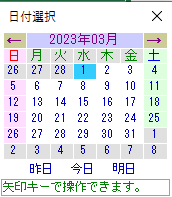 日付選択 ×
← 2023年03月 →
日 月 火 水 木 金 土
26 27 28 1 2 3 4
5 6 7 8 9 10 11
12 13 14 15 16 17 18
19 20 21 22 23 24 25
26 27 28 29 30 31 1
2 3 4 5 6 7 8
昨日 今日 明日
矢印キーで操作できます。